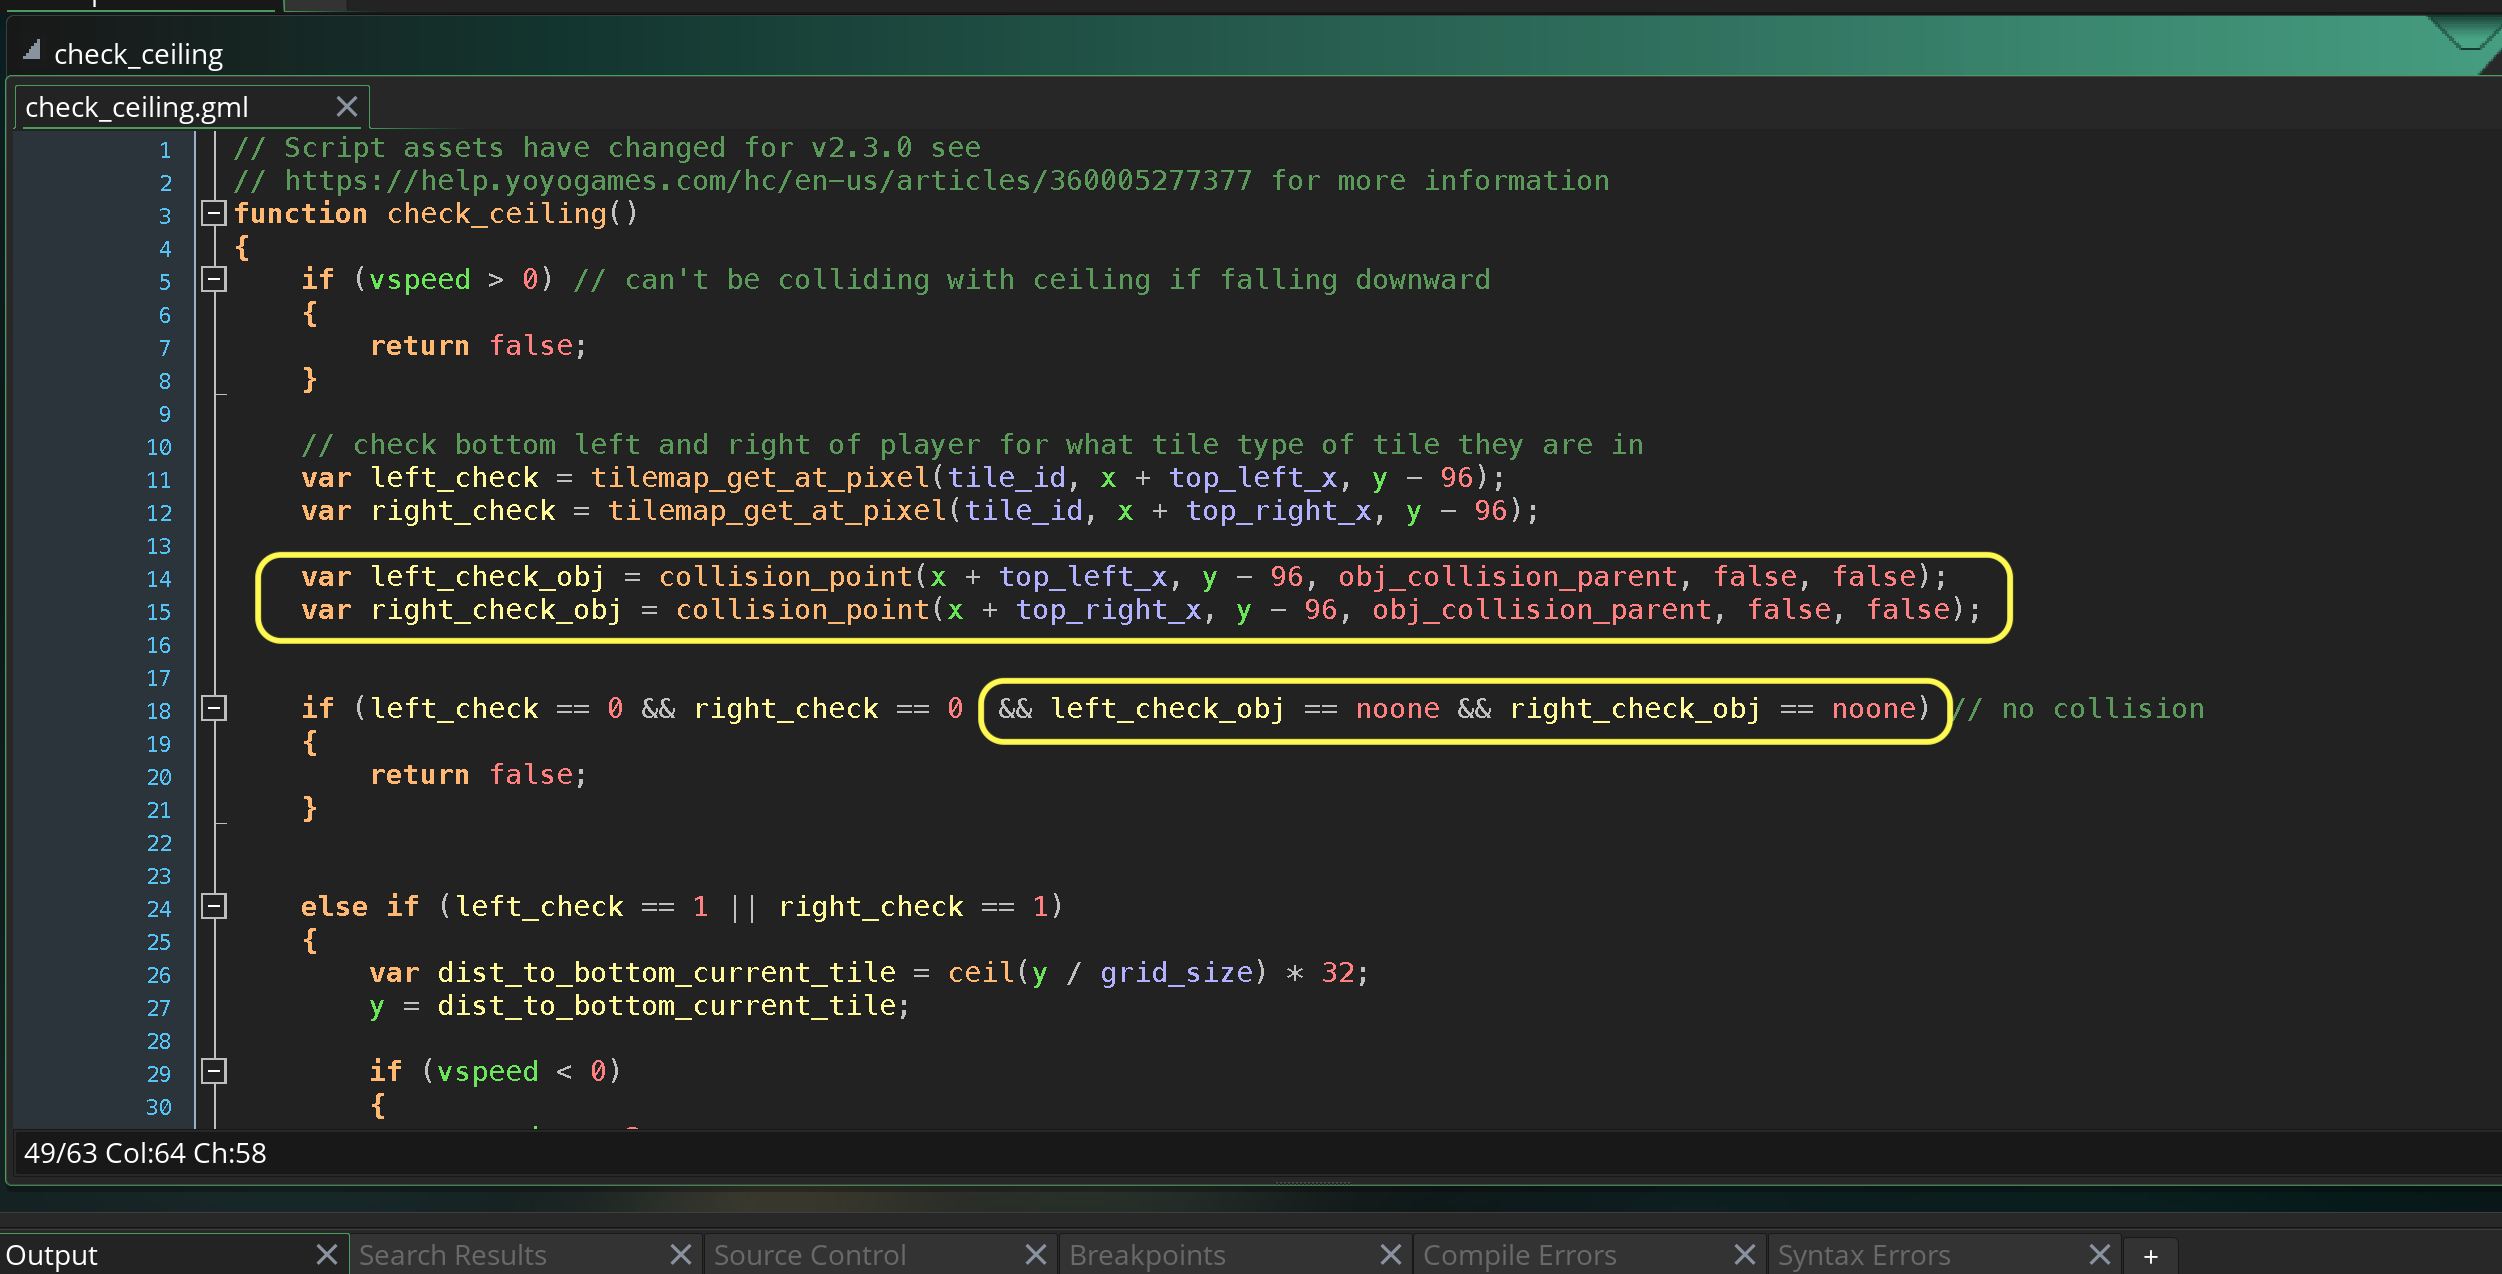 check_ceiling
check_ceiling.gml
1 // Script assets have changed for v2.3.0 see
2 // https://help.yoyogames.com/hc/en-us/articles/360005277377 for more information
3 function check_ceiling()
4 {
5 if (vspeed > 0) // can't be colliding with ceiling if falling downward
6 {
7 return false;
8 }
9
10 // check bottom left and right of player for what tile type of tile they are in
11 var left_check = tilemap_get_at_pixel(tile_id, x + top_left_x, y - 96);
12 var right_check = tilemap_get_at_pixel(tile_id, x + top_right_x, y - 96);
13
14 var left_check_obj = collision_point(x + top_left_x, y - 96, obj_collision_parent, false, false);
15 var right_check_obj = collision_point(x + top_right_x, y - 96, obj_collision_parent, false, false);
16
17
18 if (left_check == 0 && right_check == 0 && left_check_obj == noone && right_check_obj == noone) // no collision
19 {
20 return false;
21 }
22
23
24 else if (left_check == 1 || right_check == 1)
25 {
26 var dist_to_bottom_current_tile = ceil(y / grid_size) * 32;
27 y = dist_to_bottom_current_tile;
28
29 if (vspeed < 0)
30 {
49/63 Col:64 Ch:58
Output Search Results Source Control Breakpoints Compile Errors Syntax Errors +